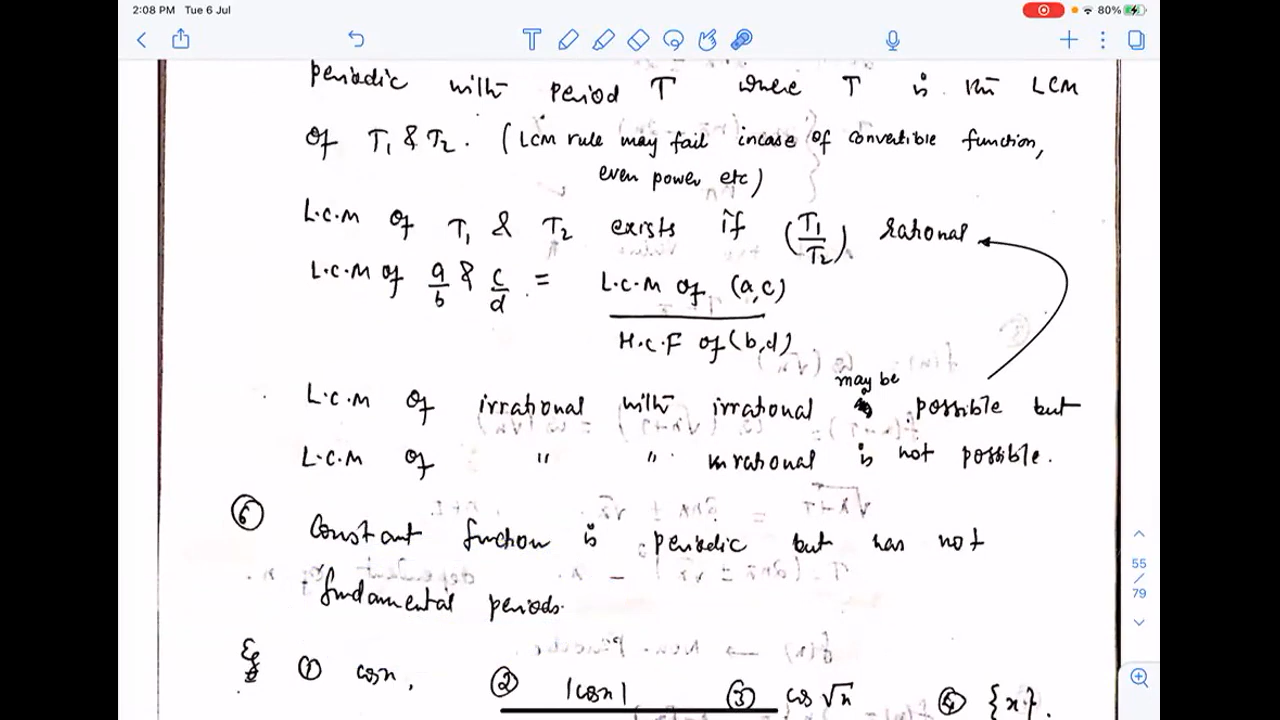 2:08 PM Tue 6 Jul
80%
periodic with period T where T is the LCM
of T₁ & T₂. (LCM rule may fail incase of convertible function,
even power etc)
L.C.M of T₁ & T₂ exists if (T₁/T₂) rational
L.C.M of a/b & c/d = L.C.M of (a,c) / H.C.F of (b,d)
may be
L.C.M of irrational with irrational possible but
L.C.M of " " rational is not possible.
⑥ Constant function is periodic but has not
fundamental periods.
Eg ① cosx, ② |cosx| ③ cos√x ④ {x}.
55
/
79